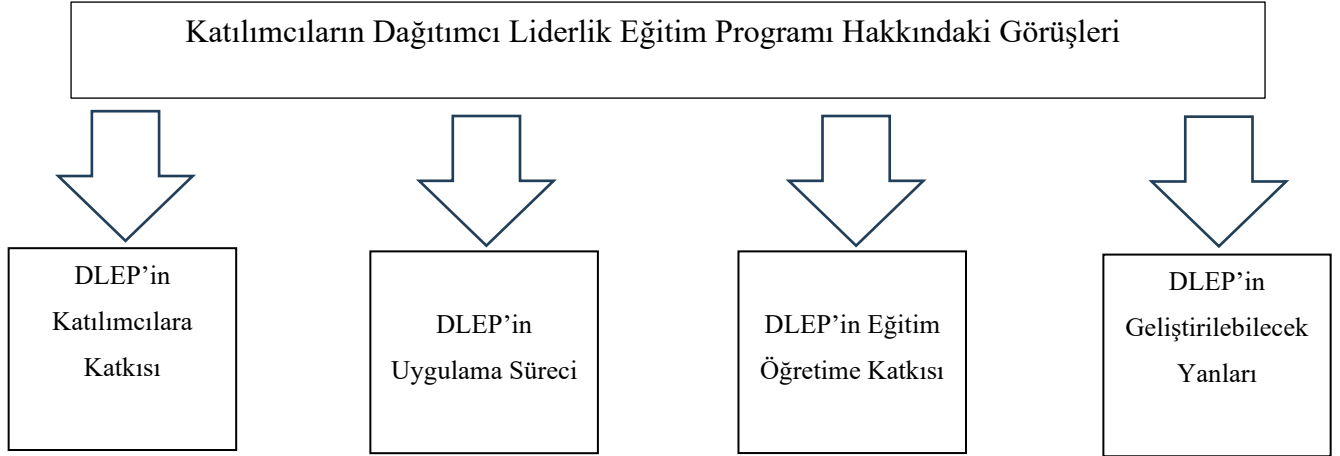 Katılımcıların Dağıtımcı Liderlik Eğitim Programı Hakkındaki Görüşleri
DLEP’in
Katılımcılara
Katkısı
DLEP’in
Uygulama Süreci
DLEP’in Eğitim
Öğretime Katkısı
DLEP’in
Geliştirilebilecek
Yanları